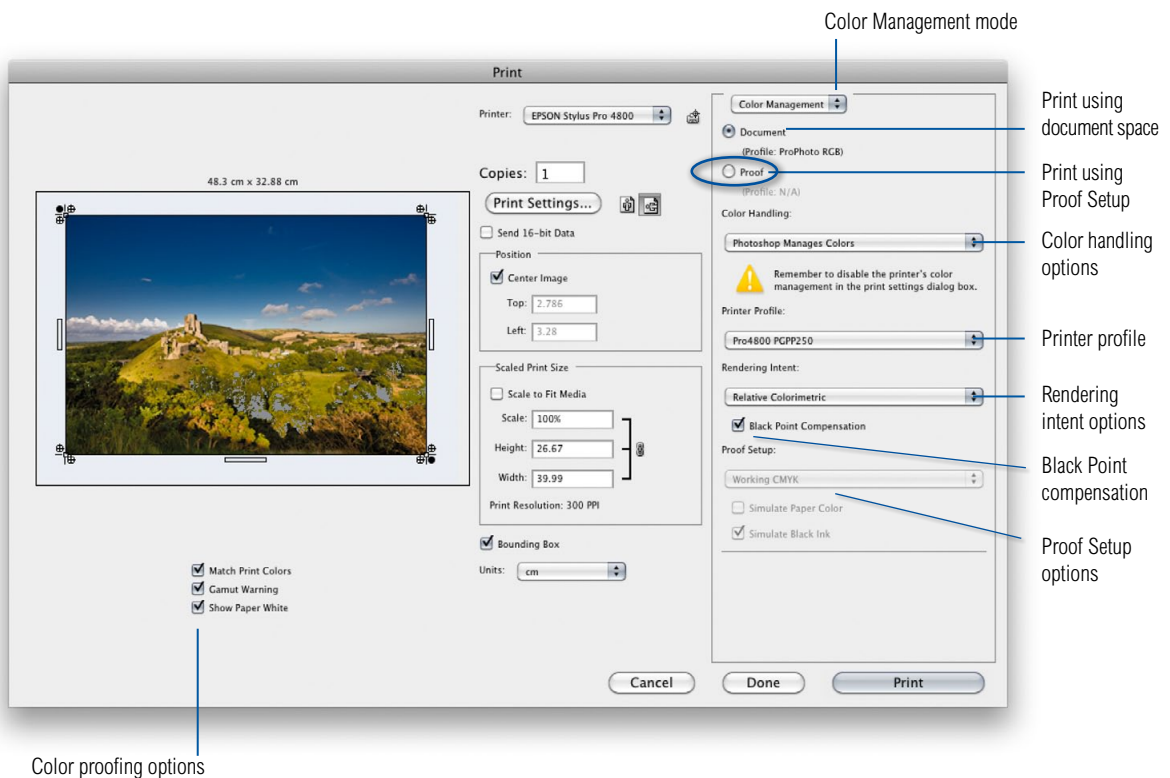 Color Management mode
Print
Printer: EPSON Stylus Pro 4800
Copies: 1
Print Settings...
Send 16-bit Data
Position
Center Image
Top: 2.786
Left: 3.28
Scaled Print Size
Scale to Fit Media
Scale: 100%
Height: 26.67
Width: 39.99
Print Resolution: 300 PPI
Bounding Box
Units: cm
48.3 cm x 32.88 cm
Match Print Colors
Gamut Warning
Show Paper White
Color Management
Document
(Profile: ProPhoto RGB)
Proof
(Profile: N/A)
Color Handling:
Photoshop Manages Colors
Remember to disable the printer's color
management in the print settings dialog box.
Printer Profile:
Pro4800 PGPP250
Rendering Intent:
Relative Colorimetric
Black Point Compensation
Proof Setup:
Working CMYK
Simulate Paper Color
Simulate Black Ink
Cancel
Done
Print
Print using
document space
Print using
Proof Setup
Color handling
options
Printer profile
Rendering
intent options
Black Point
compensation
Proof Setup
options
Color proofing options